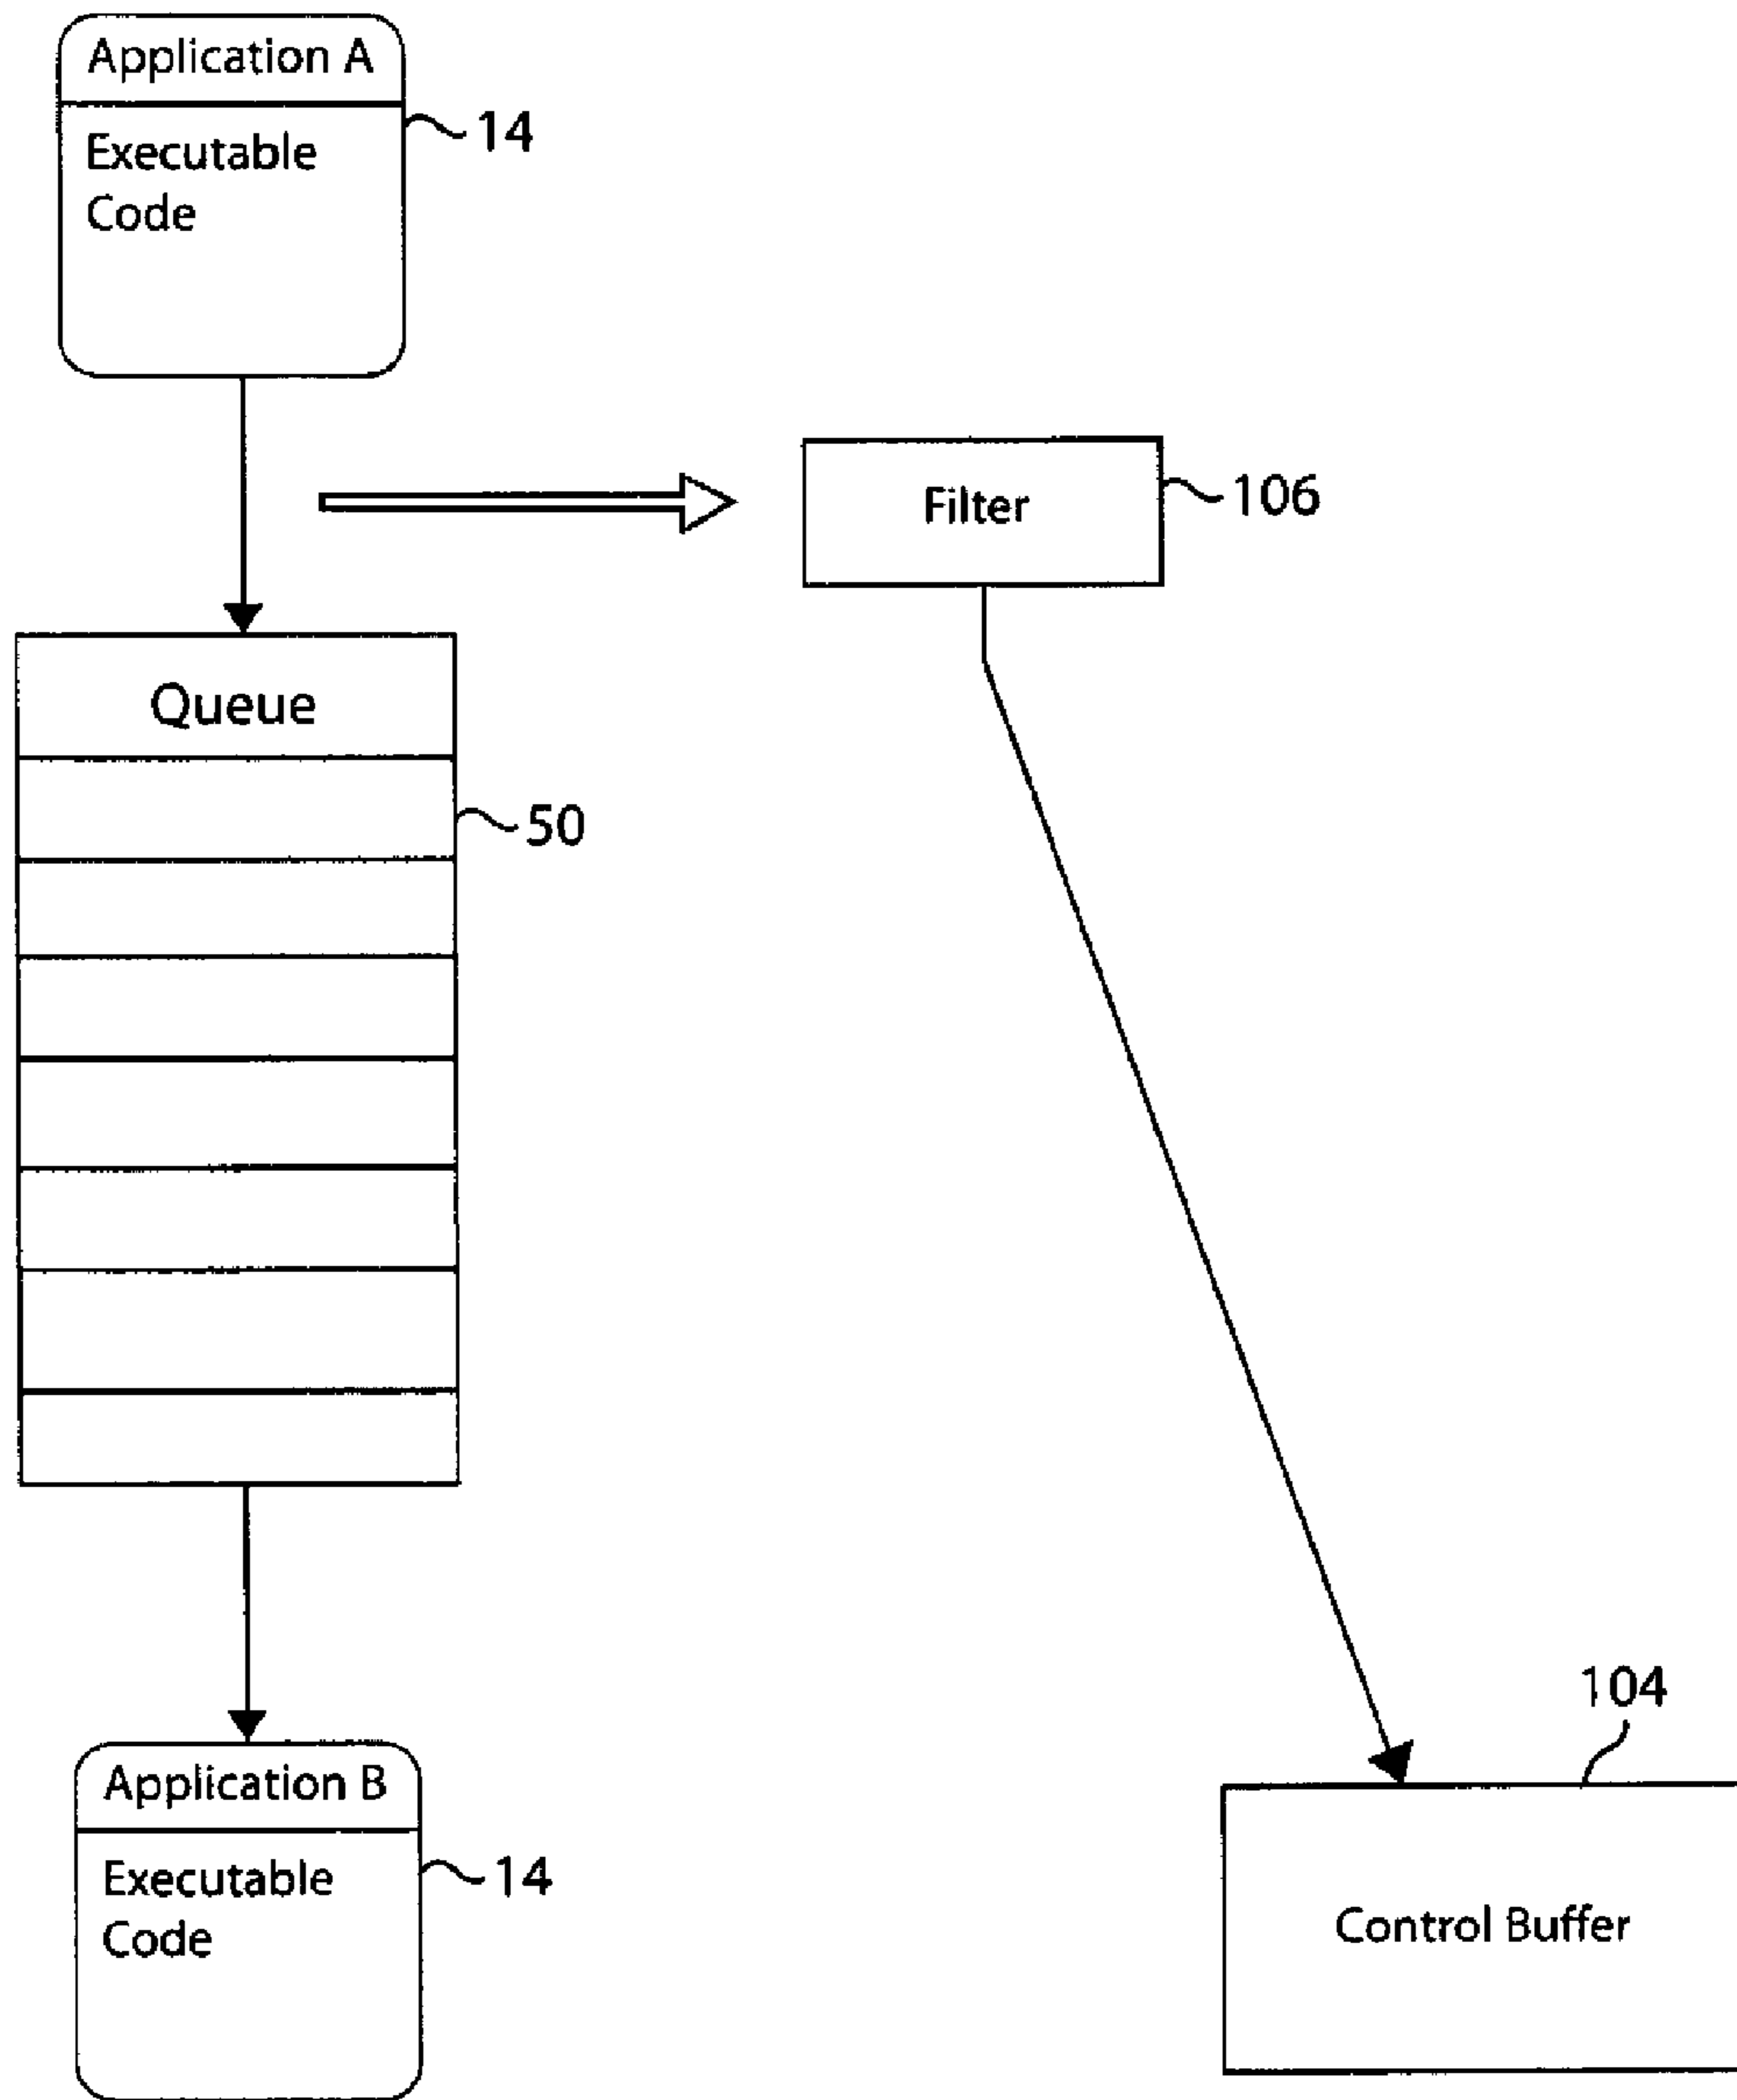 Application A
Executable
Code
14
Filter
106
Queue
50
104
Application B
Executable
Code
14
Control Buffer